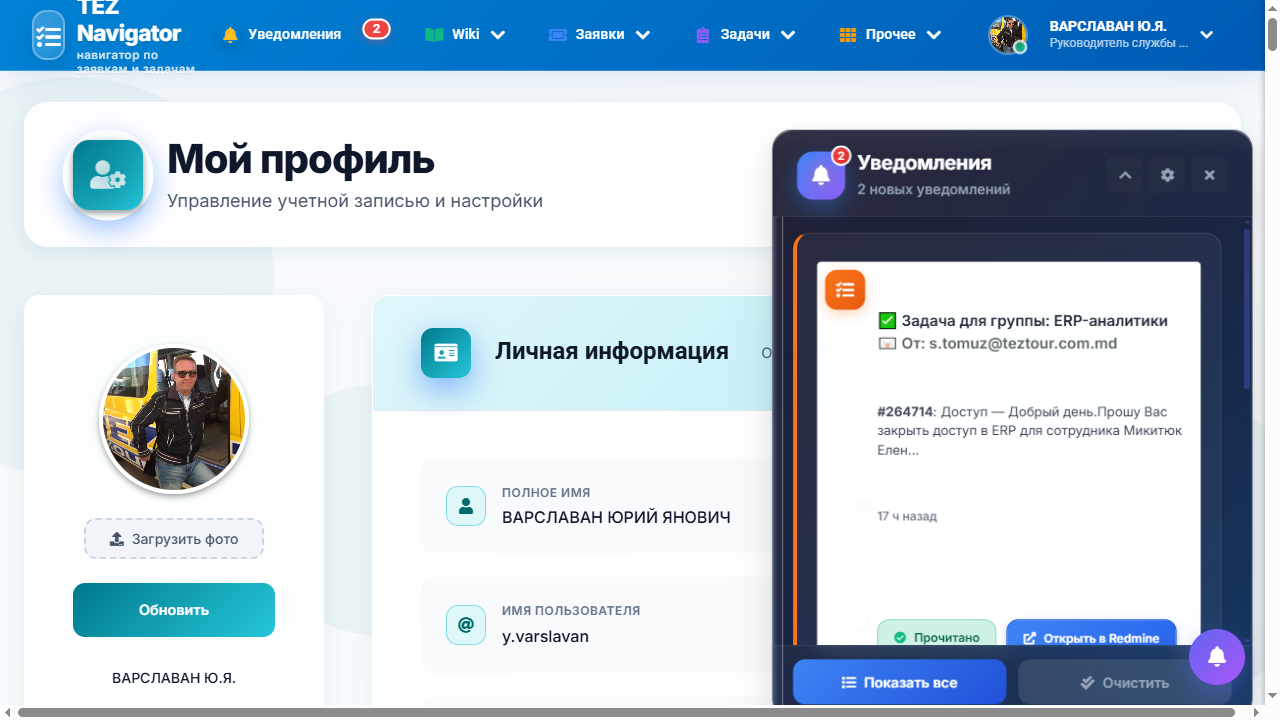 TEZ
Navigator
навигатор по
заявкам и задачам
Уведомления
2
Wiki
Заявки
Задачи
Прочее
ВАРСЛАВАН Ю.Я.
Руководитель службы ...
Мой профиль
Управление учетной записью и настройки
Загрузить фото
Обновить
ВАРСЛАВАН Ю.Я.
Личная информация
О
ПОЛНОЕ ИМЯ
ВАРСЛАВАН ЮРИЙ ЯНОВИЧ
ИМЯ ПОЛЬЗОВАТЕЛЯ
y.varslavan
2
Уведомления
2 новых уведомлений
Задача для группы: ERP-аналитики
От: s.tomuz@teztour.com.md
#264714: Доступ — Добрый день.Прошу Вас
закрыть доступ в ERP для сотрудника Микитюк
Елен...
17 ч назад
Прочитано
Открыть в Redmine
Показать все
Очистить